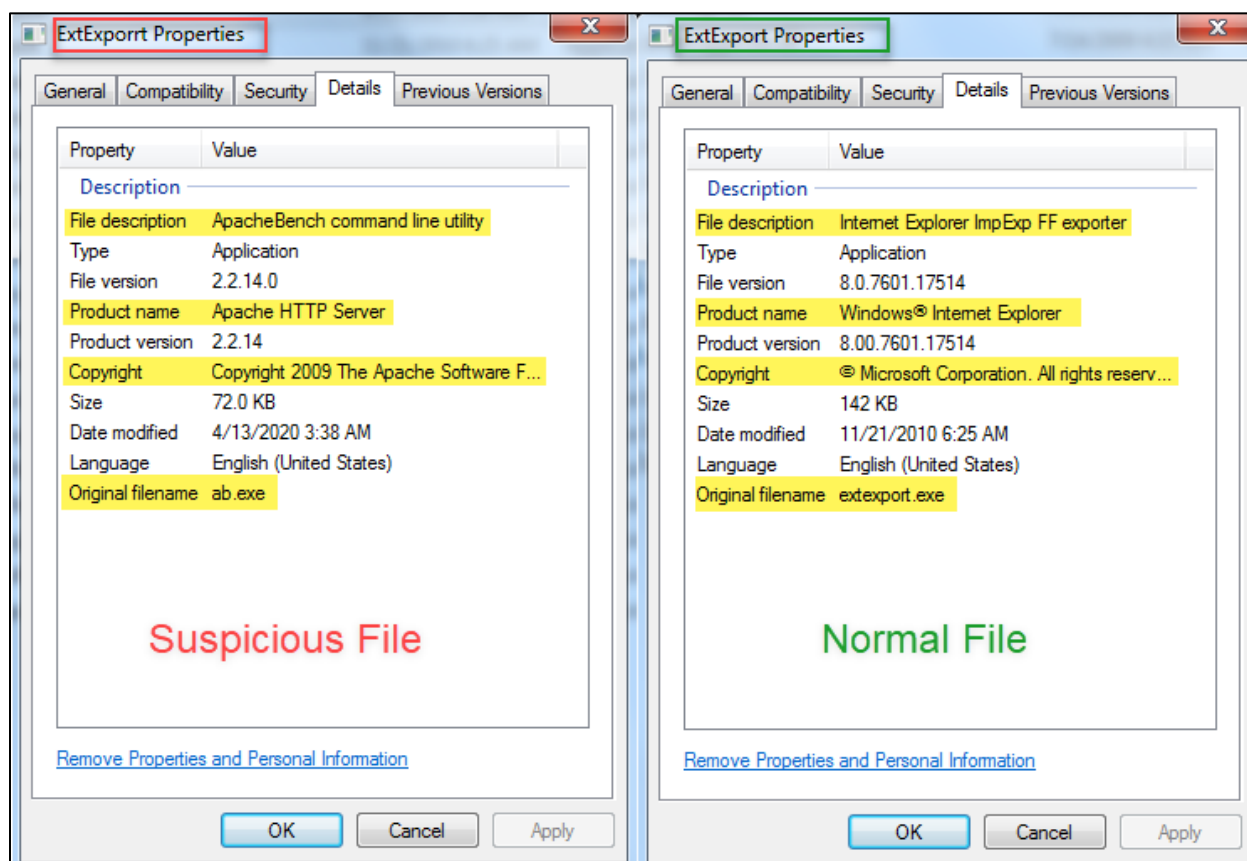 ExtExporrt Properties
X
General Compatibility Security Details Previous Versions
Property Value
Description
File description ApacheBench command line utility
Type Application
File version 2.2.14.0
Product name Apache HTTP Server
Product version 2.2.14
Copyright Copyright 2009 The Apache Software F...
Size 72.0 KB
Date modified 4/13/2020 3:38 AM
Language English (United States)
Original filename ab.exe
Suspicious File
Remove Properties and Personal Information
OK Cancel Apply
ExtExport Properties
X
General Compatibility Security Details Previous Versions
Property Value
Description
File description Internet Explorer ImpExp FF exporter
Type Application
File version 8.0.7601.17514
Product name Windows® Internet Explorer
Product version 8.00.7601.17514
Copyright © Microsoft Corporation. All rights reserv...
Size 142 KB
Date modified 11/21/2010 6:25 AM
Language English (United States)
Original filename extexport.exe
Normal File
Remove Properties and Personal Information
OK Cancel Apply